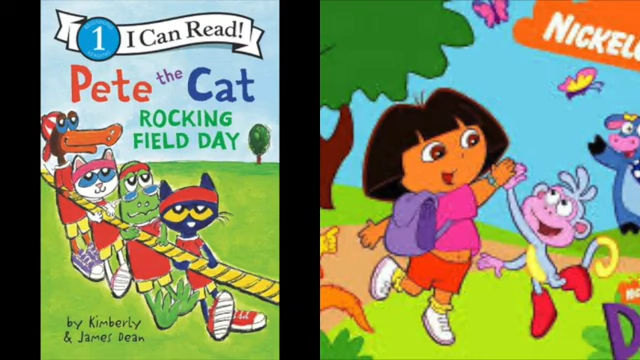 1
I Can Read!
Pete the Cat
ROCKING
FIELD DAY
by Kimberly
& James Dean
NICKELO
D